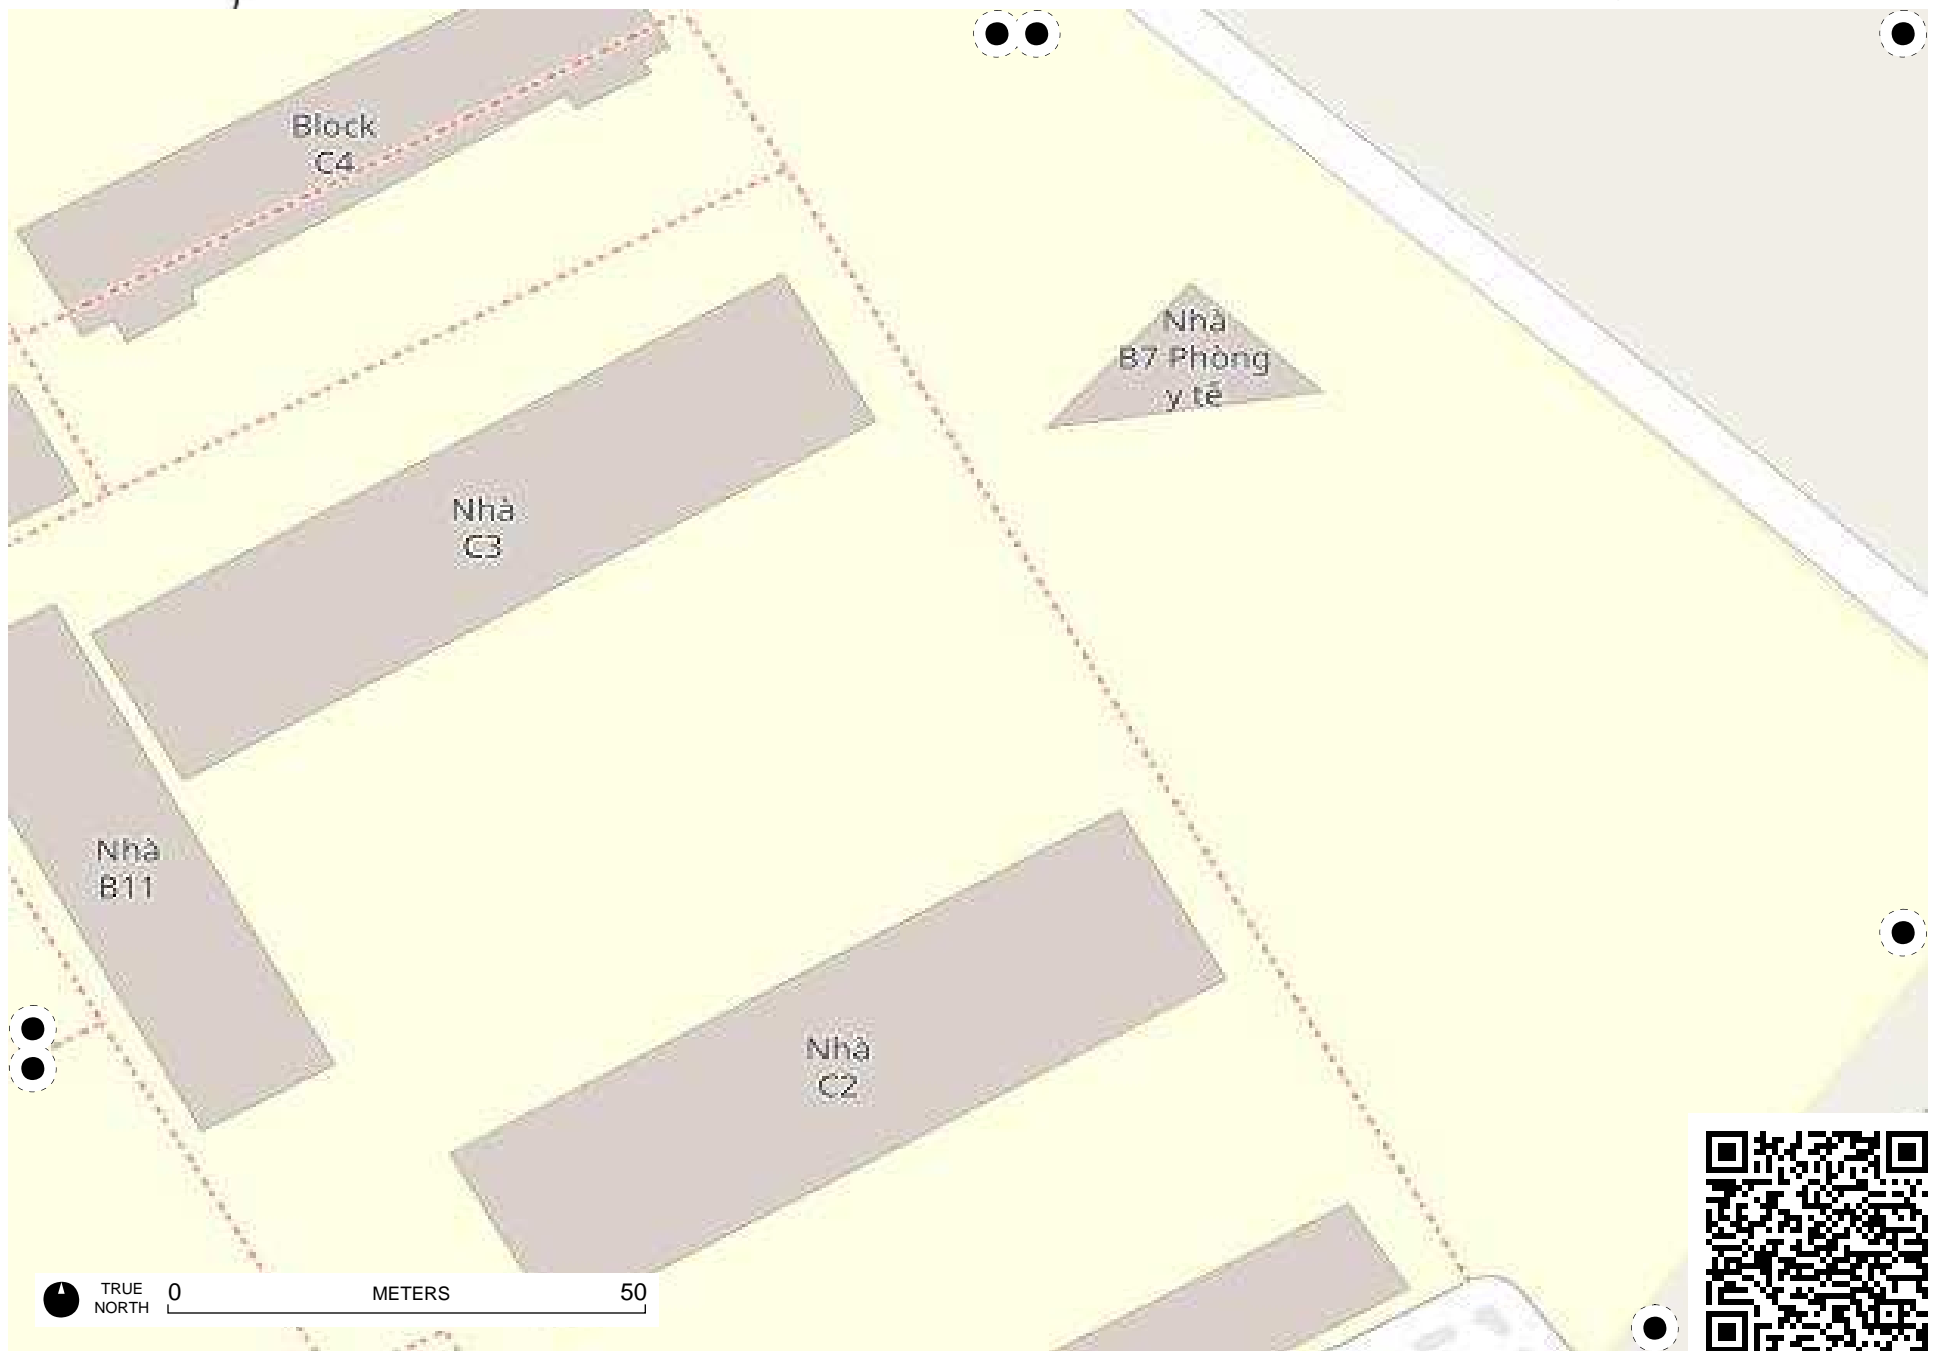 Block
C4
Nhà
B7 Phòng
y tế
Nhà
C3
Nhà
B11
Nhà
C2
TRUE
NORTH
0 METERS 50